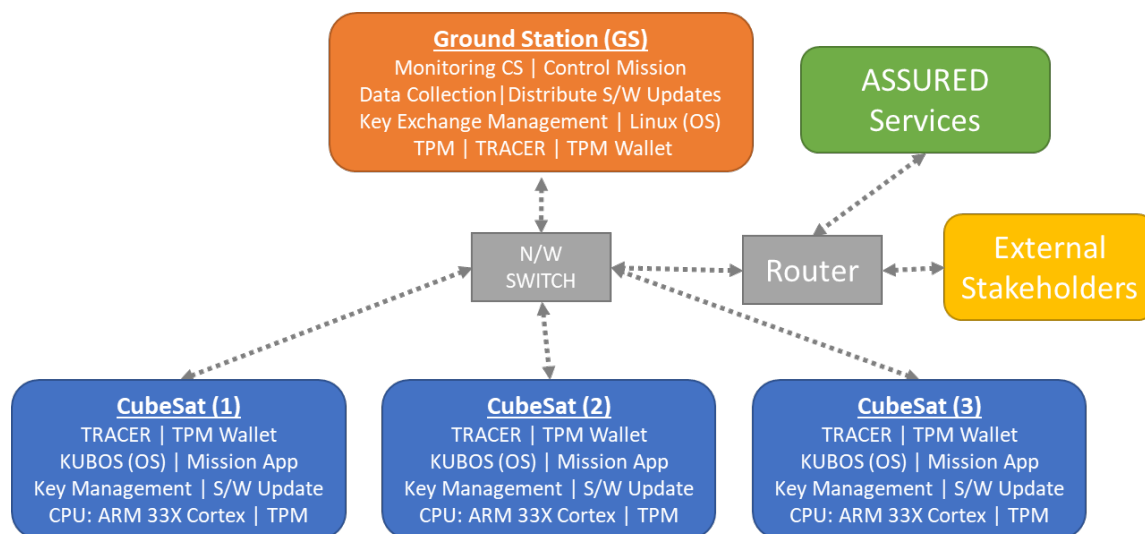 Ground Station (GS)
Monitoring CS | Control Mission
Data Collection|Distribute S/W Updates
Key Exchange Management | Linux (OS)
TPM | TRACER | TPM Wallet
ASSURED
Services
N/W
SWITCH
Router
External
Stakeholders
CubeSat (1)
TRACER | TPM Wallet
KUBOS (OS) | Mission App
Key Management | S/W Update
CPU: ARM 33X Cortex | TPM
CubeSat (2)
TRACER | TPM Wallet
KUBOS (OS) | Mission App
Key Management | S/W Update
CPU: ARM 33X Cortex | TPM
CubeSat (3)
TRACER | TPM Wallet
KUBOS (OS) | Mission App
Key Management | S/W Update
CPU: ARM 33X Cortex | TPM